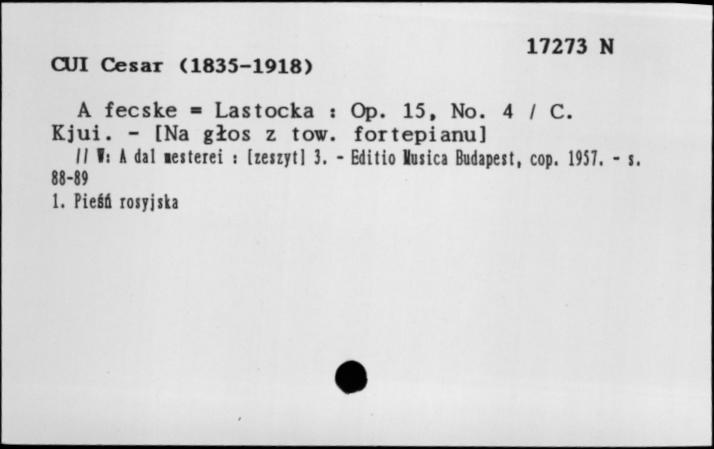 17273 N
CUI Cesar (1835-1918)
A fecske = Lastocka : Op. 15, No. 4 / C.
Kjui. - [Na głos z tow. fortepianu]
// W: A dal mesterei : [zeszyt] 3. - Editio Musica Budapest, cop. 1957. - s.
88-89
1. Pieśń rosyjska